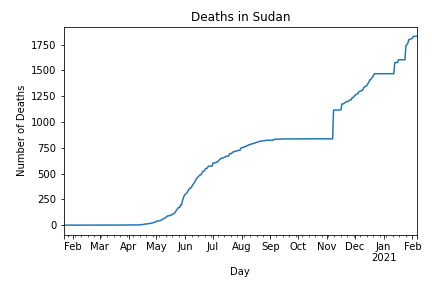 Deaths in Sudan
Number of Deaths
1750
1500
1250
1000
750
500
250
0
Feb Mar Apr May Jun Jul Aug Sep Oct Nov Dec Jan Feb
2021
Day